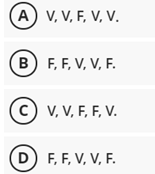 A V, V, F, V, V.
B F, F, V, V, F.
C V, V, F, F, V.
D F, F, V, V, F.